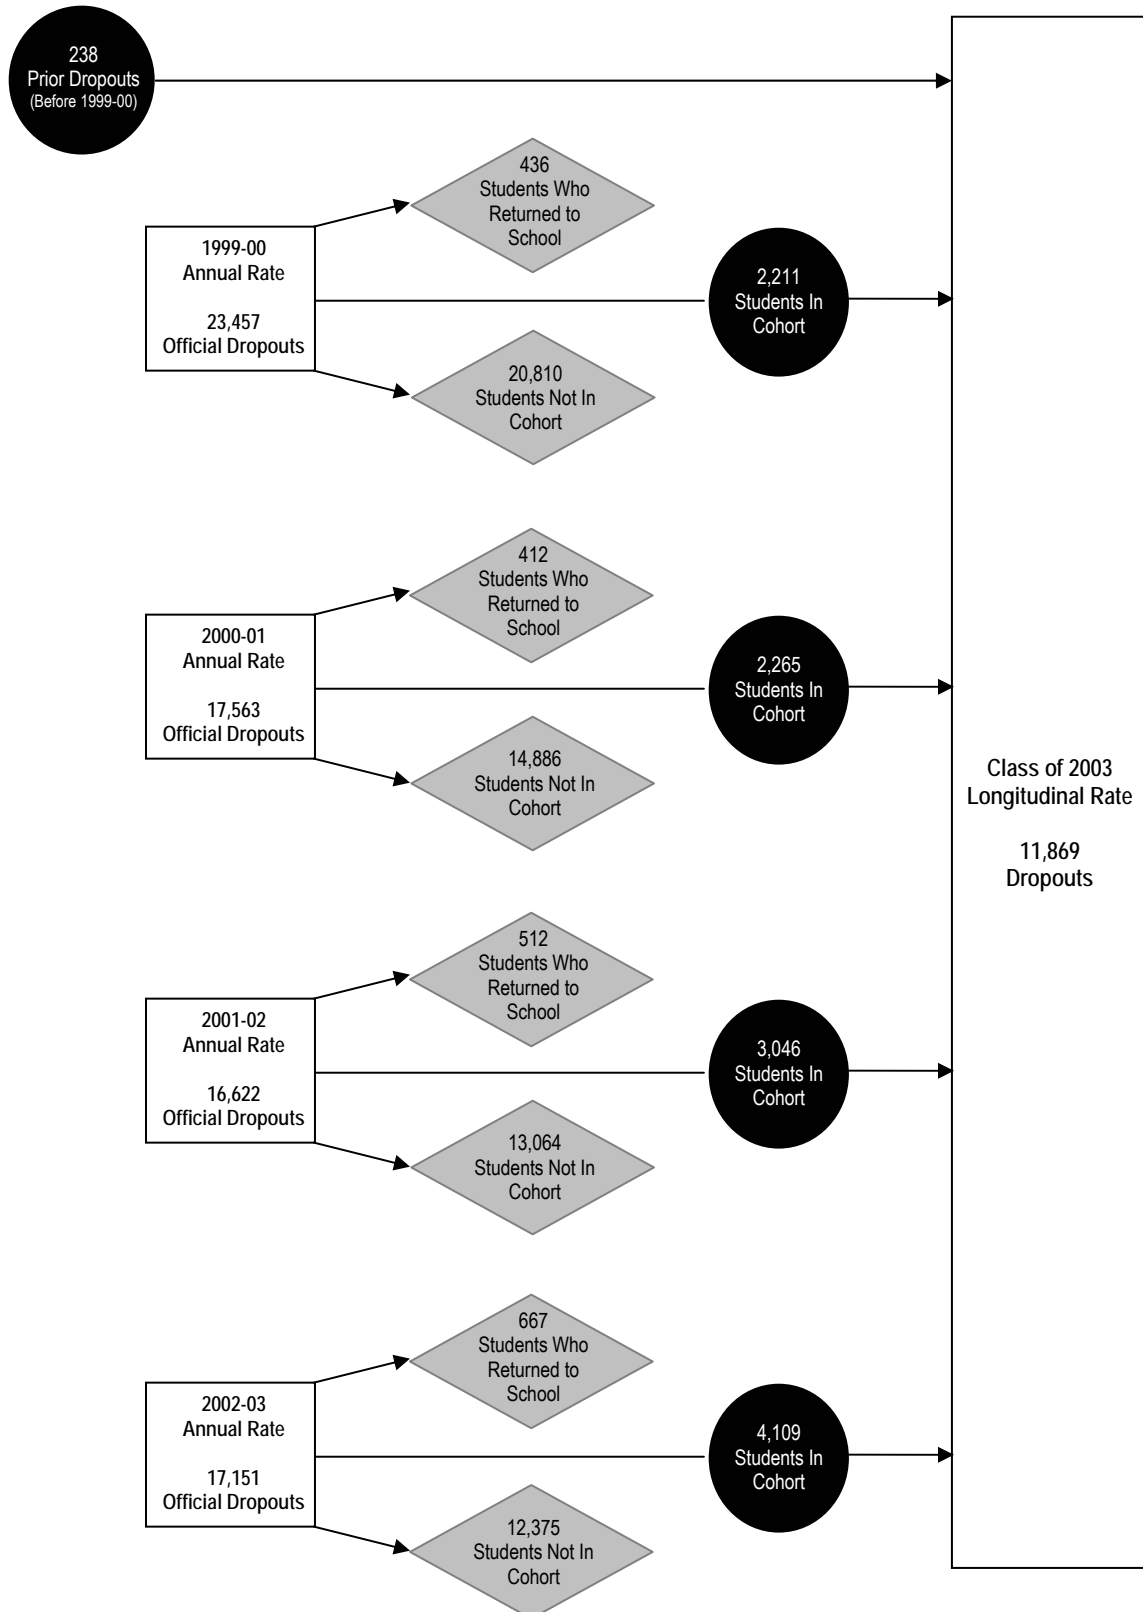 238
Prior Dropouts
(Before 1999-00)
436
Students Who
Returned to
School
1999-00
Annual Rate
23,457
Official Dropouts
2,211
Students In
Cohort
20,810
Students Not In
Cohort
412
Students Who
Returned to
School
2000-01
Annual Rate
17,563
Official Dropouts
2,265
Students In
Cohort
14,886
Students Not In
Cohort
Class of 2003
Longitudinal Rate
11,869
Dropouts
512
Students Who
Returned to
School
2001-02
Annual Rate
16,622
Official Dropouts
3,046
Students In
Cohort
13,064
Students Not In
Cohort
667
Students Who
Returned to
School
2002-03
Annual Rate
17,151
Official Dropouts
4,109
Students In
Cohort
12,375
Students Not In
Cohort